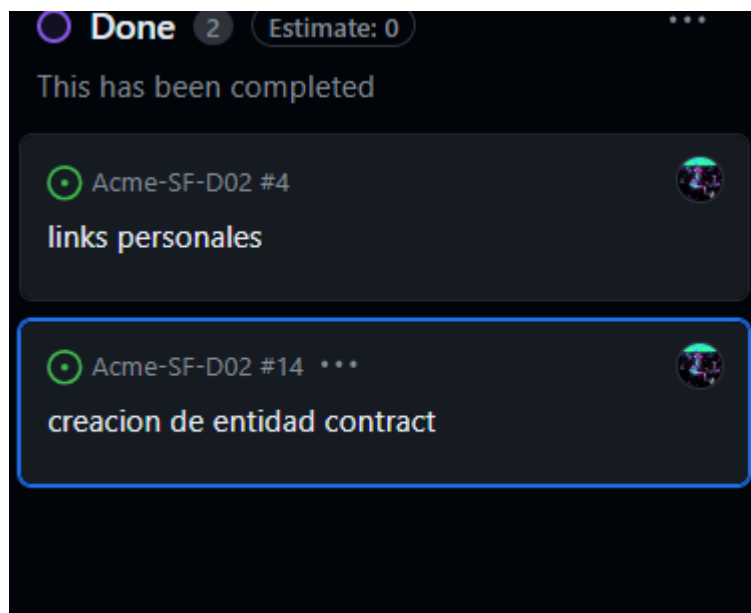 Done 2 Estimate: 0
This has been completed
Acme-SF-D02 #4
links personales
Acme-SF-D02 #14
creacion de entidad contract